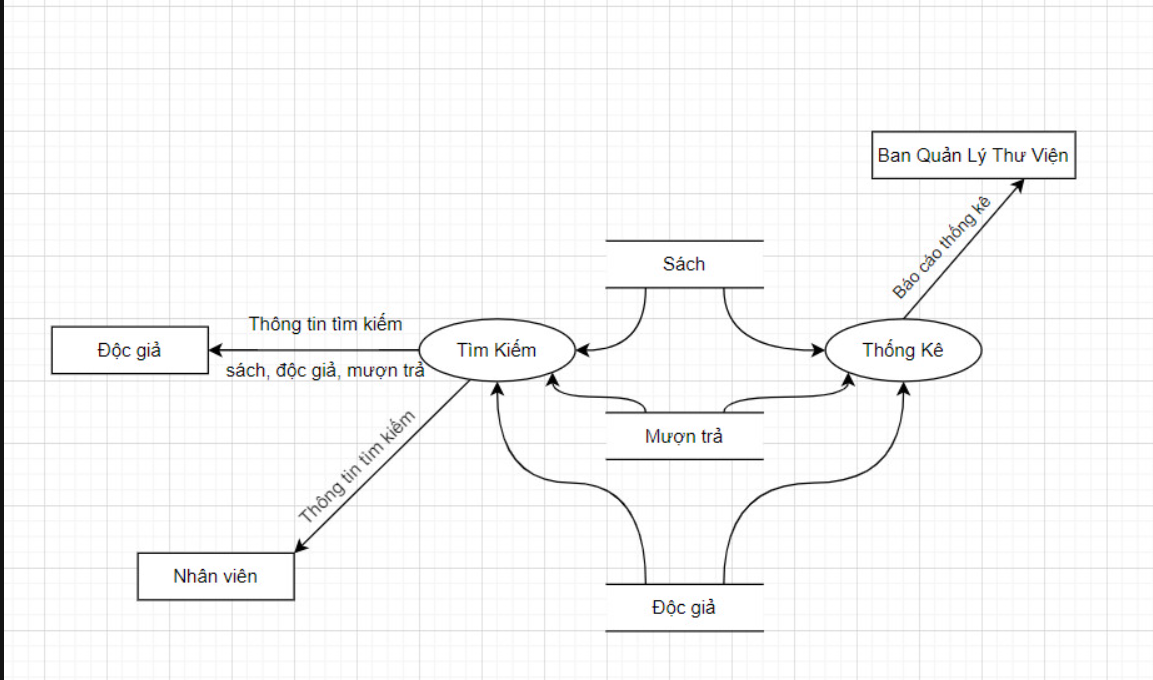 Ban Quản Lý Thư Viện
Báo cáo thống kê
Sách
Thông tin tìm kiếm
Độc giả
Tìm Kiếm
Thống Kê
sách, độc giả, mượn trả
Mượn trả
Thông tin tìm kiếm
Nhân viên
Độc giả